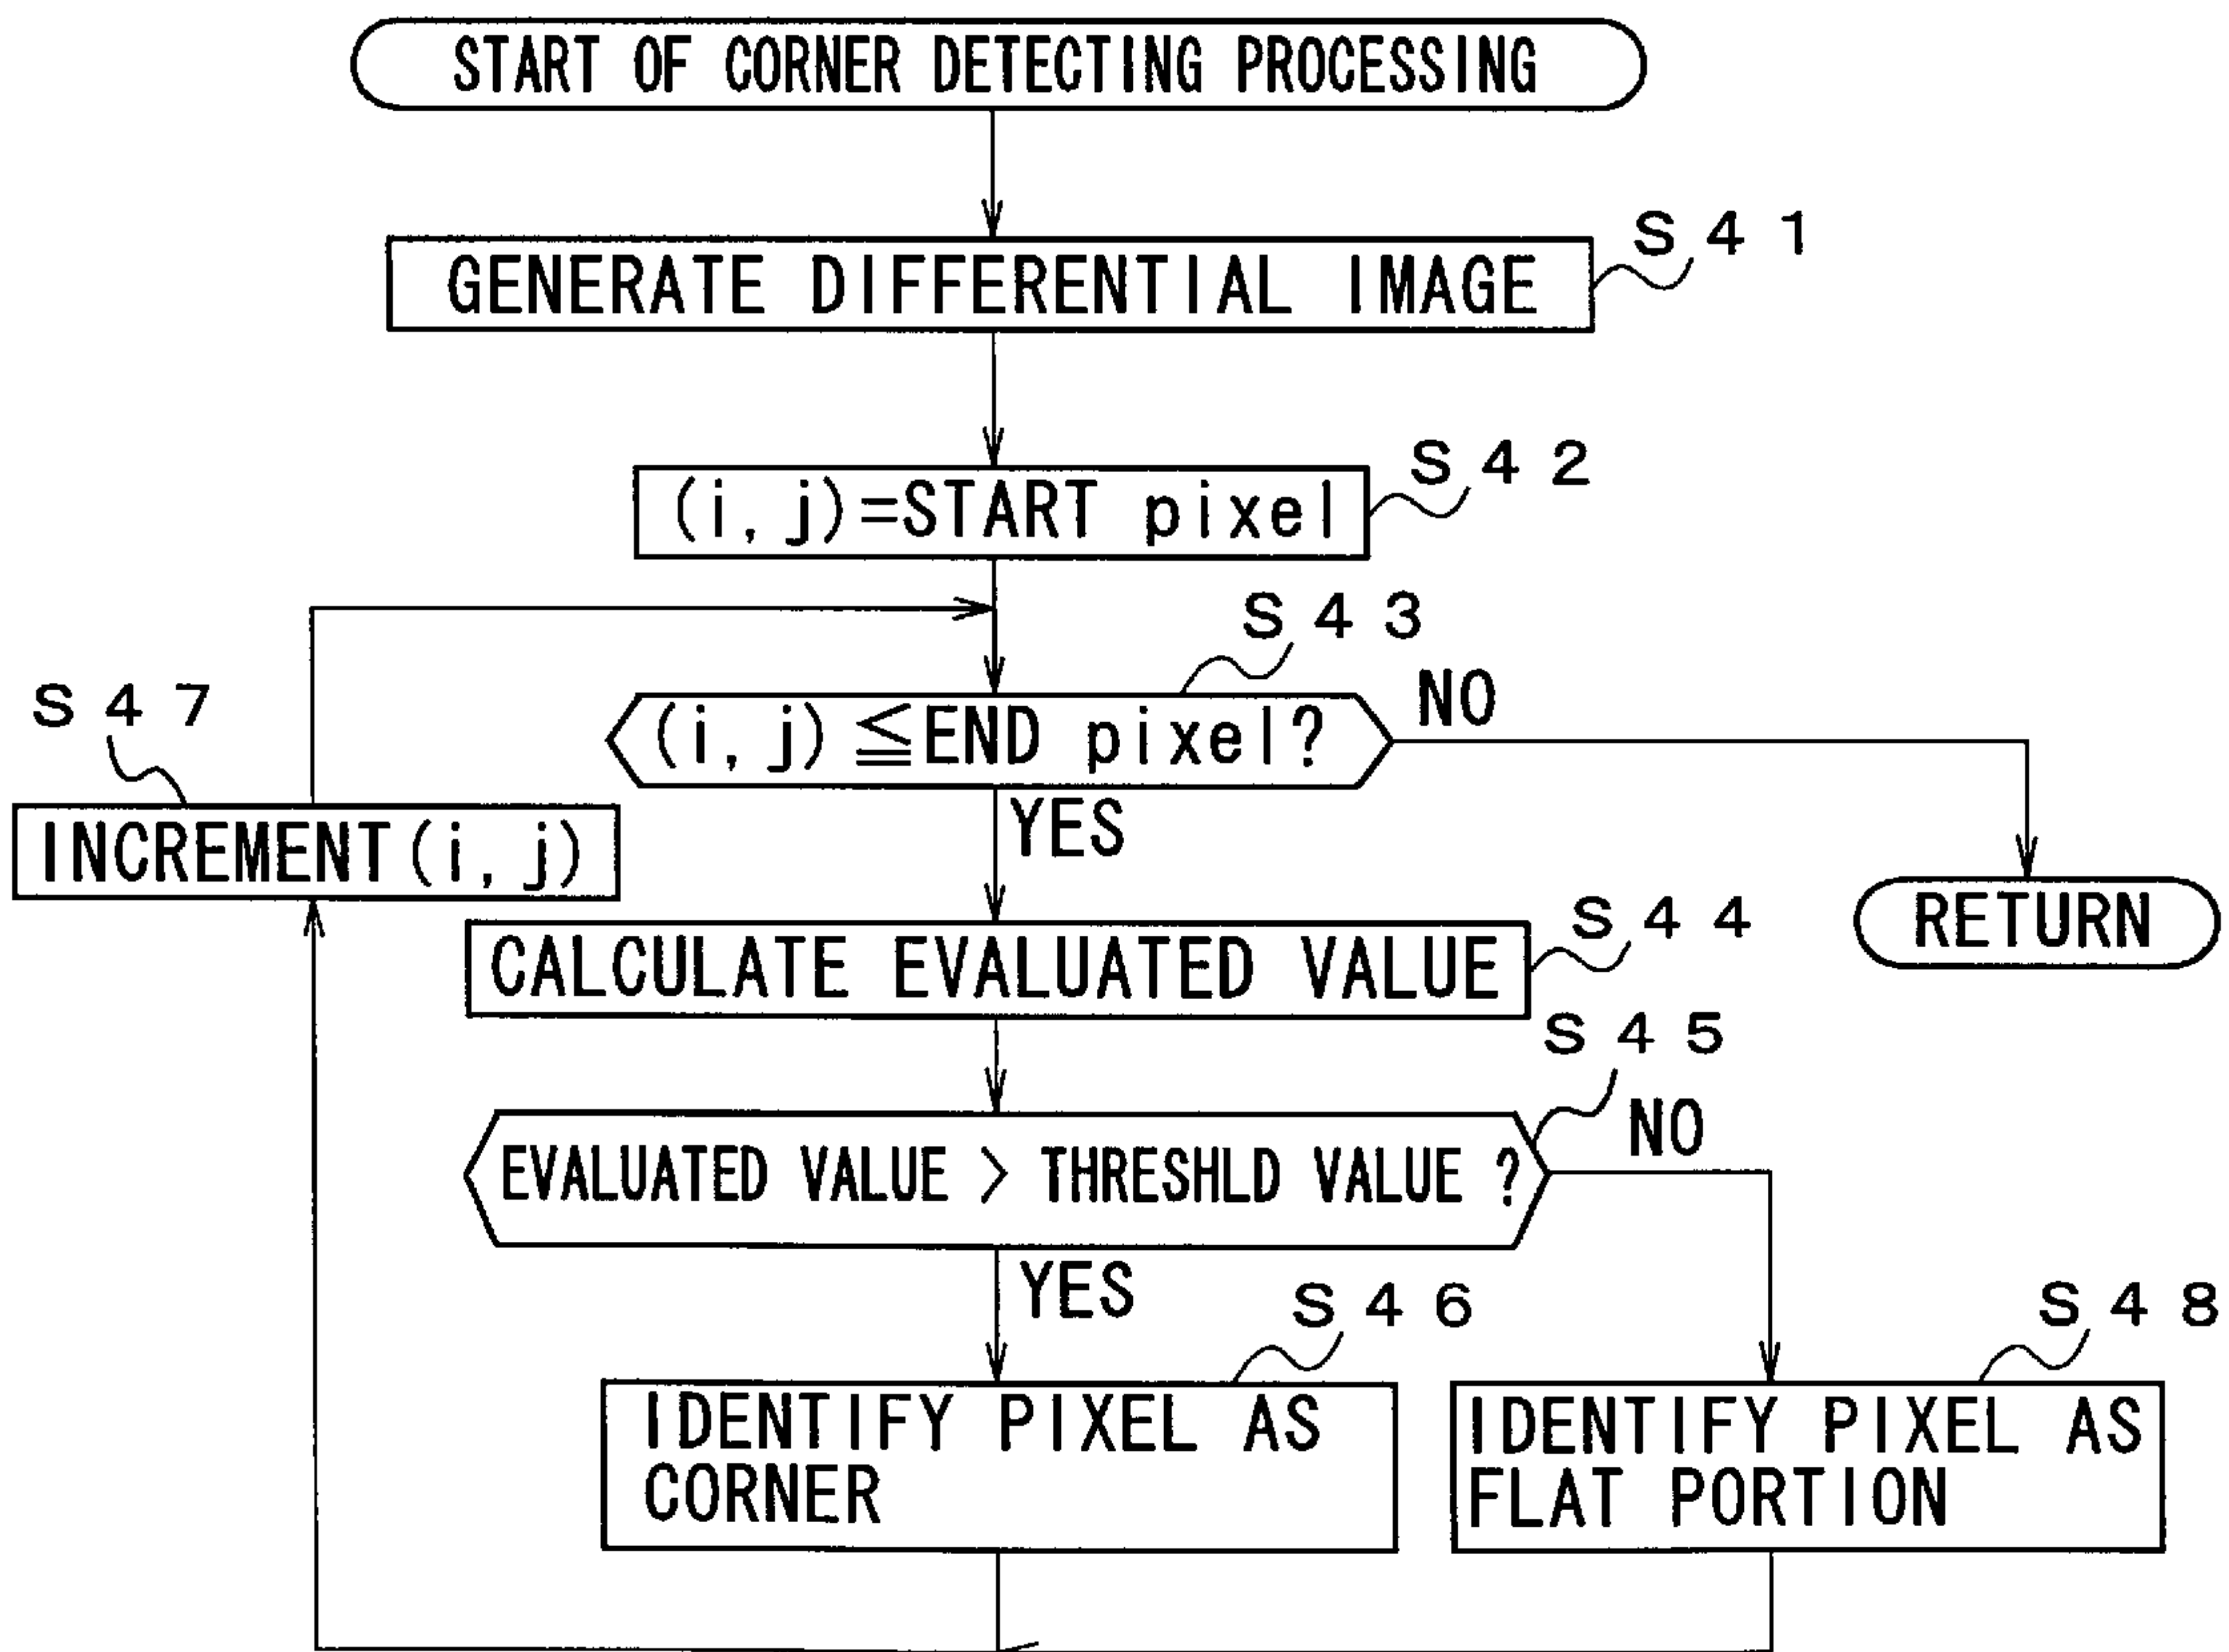 START OF CORNER DETECTING PROCESSING
S41
GENERATE DIFFERENTIAL IMAGE
S42
(i, j)=START pixel
S43
(i, j)≦END pixel?
NO
YES
S47
INCREMENT(i, j)
RETURN
S44
CALCULATE EVALUATED VALUE
S45
EVALUATED VALUE > THRESHLD VALUE ?
NO
YES
S46
IDENTIFY PIXEL AS
CORNER
S48
IDENTIFY PIXEL AS
FLAT PORTION